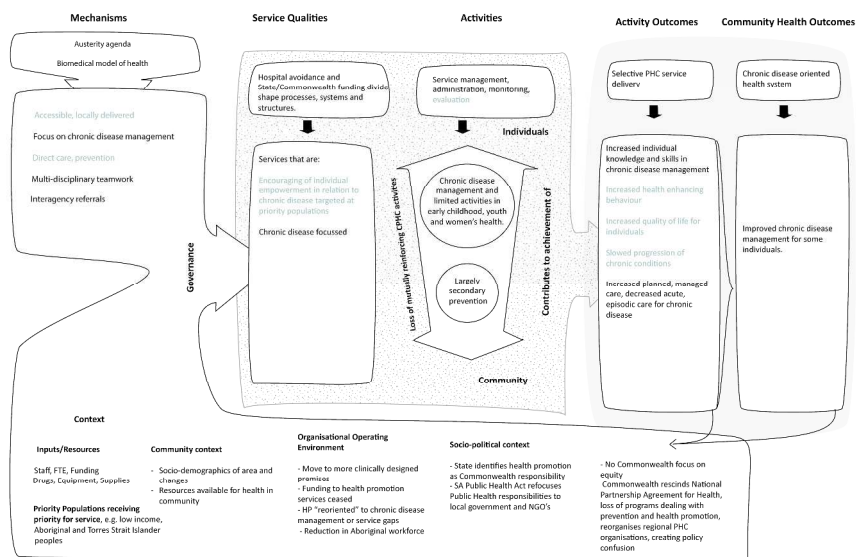 Mechanisms
Service Qualities
Activities
Activity Outcomes
Community Health Outcomes
Austerity agenda
Biomedical model of health
Accessible, locally delivered
Focus on chronic disease management
Direct care, prevention
Multi-disciplinary teamwork
Interagency referrals
Governance
Hospital avoidance and
State/Commonwealth funding divide
shape processes, systems and
structures.
Services that are:
Encouraging of individual
empowerment in relation to
chronic disease targeted at
priority populations
Chronic disease focussed
Service management,
administration, monitoring,
evaluation
Individuals
Loss of mutually reinforcing CPHC activites
Chronic disease
management and
limited activities in
early childhood, youth
and women's health.
Largely
secondary
prevention
Contributes to achievement of
Community
Selective PHC service
delivery
Increased individual
knowledge and skills in
chronic disease management
Increased health enhancing
behaviour
Increased quality of life for
individuals
Slowed progression of
chronic conditions
Increased planned, managed
care, decreased acute,
episodic care for chronic
disease
Chronic disease oriented
health system
Improved chronic disease
management for some
individuals.
Context
Inputs/Resources
Staff, FTE, Funding
Drugs, Equipment, Supplies
Priority Populations receiving
priority for service, e.g. low income,
Aboriginal and Torres Strait Islander
peoples
Community context
- Socio-demographics of area and
changes
- Resources available for health in
community
Organisational Operating
Environment
- Move to more clinically designed
premises
- Funding to health promotion
services ceased
- HP "reoriented" to chronic disease
management or service gaps
- Reduction in Aboriginal workforce
Socio-political context
- State identifies health promotion
as Commonwealth responsibility
- SA Public Health Act refocuses
Public Health responsibilities to
local government and NGO's
- No Commonwealth focus on
equity
Commonwealth rescinds National
Partnership Agreement for Health,
loss of programs dealing with
prevention and health promotion,
reorganises regional PHC
organisations, creating policy
confusion